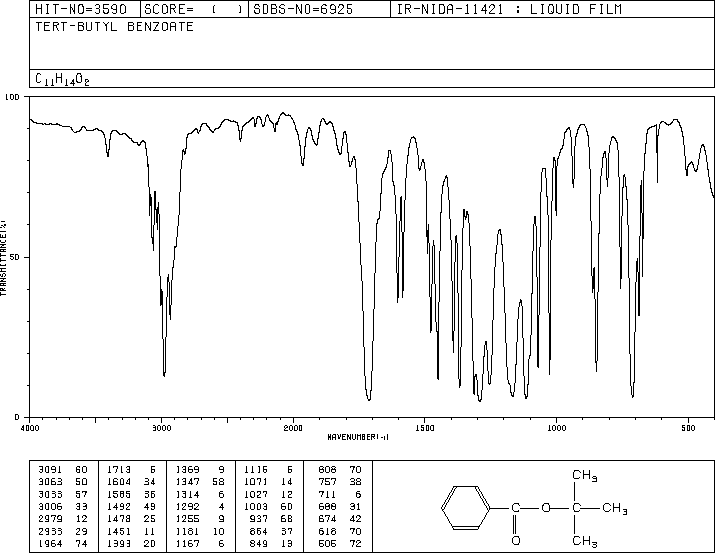 HIT-NO=3590 SCORE= ( ) SDBS-NO=6925 IR-NIDA-11421 : LIQUID FILM
TERT-BUTYL BENZOATE
C11H14O2
100
50
0
TRANSMITTANCE(%)
4000 3000 2000 1500 1000 500
WAVENUMBER(-1)
3091 60 1713 5 1369 9 1115 5 808 70
3063 50 1604 34 1347 58 1071 14 757 38
3033 57 1585 36 1314 6 1027 12 711 6
3006 33 1492 49 1292 4 1003 60 688 31
2979 12 1478 25 1255 9 937 68 674 42
2933 29 1451 11 1181 10 854 37 618 70
1964 74 1393 20 1167 6 849 13 505 72
CH3
C O C CH3
O CH3